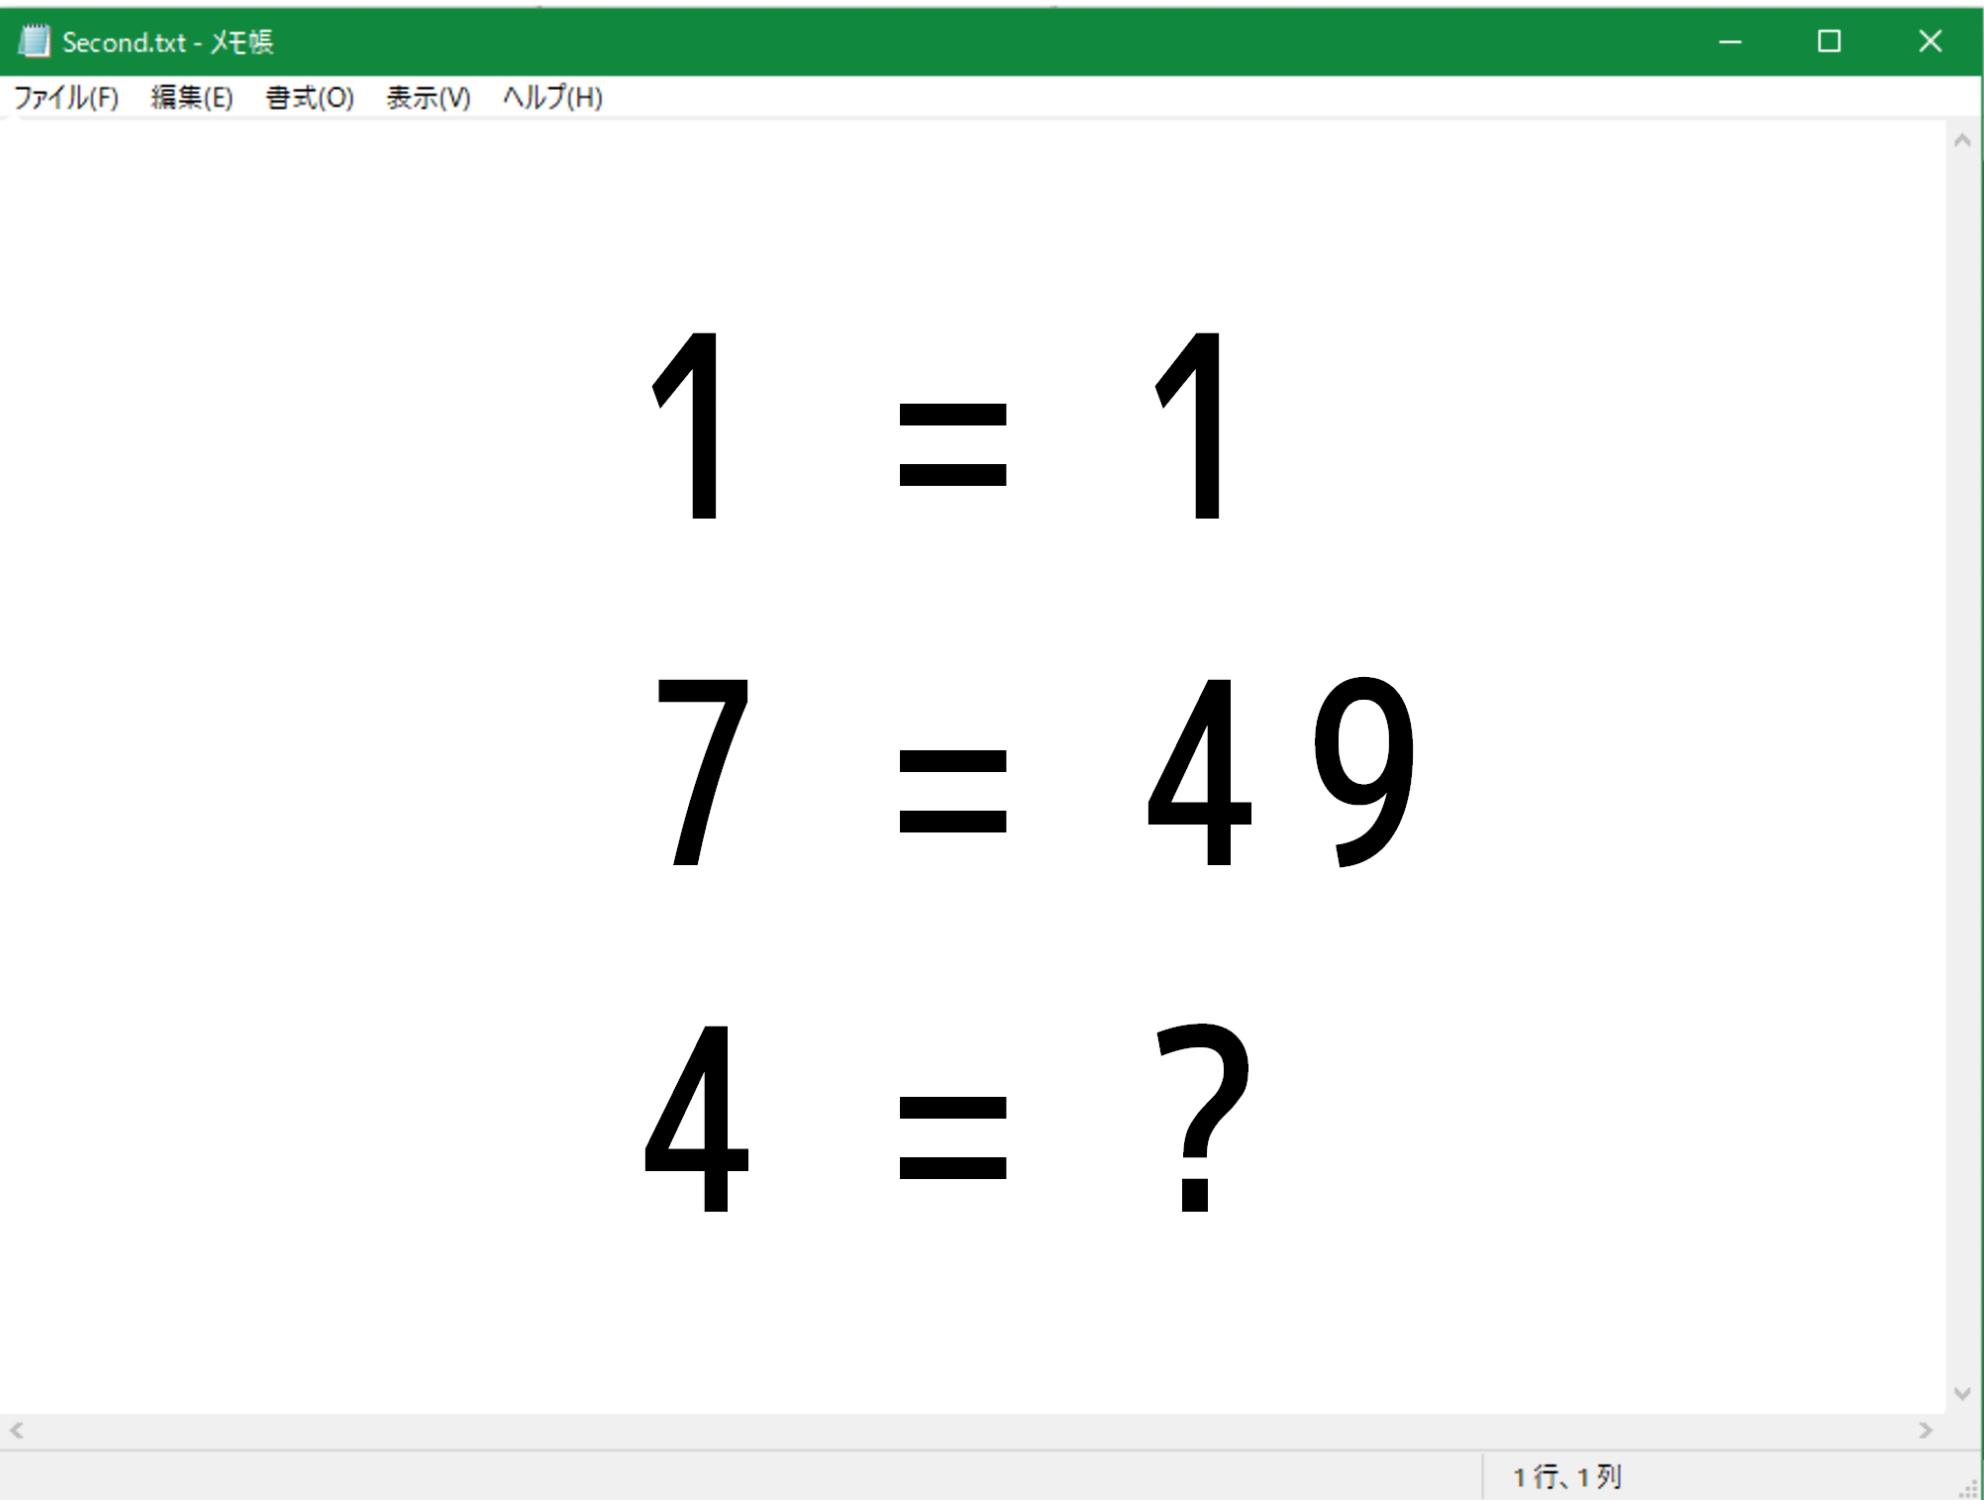 Second.txt - メモ帳
ファイル(F) 編集(E) 書式(O) 表示(V) ヘルプ(H)
1 = 1
7 = 49
4 = ?
1 行、1 列